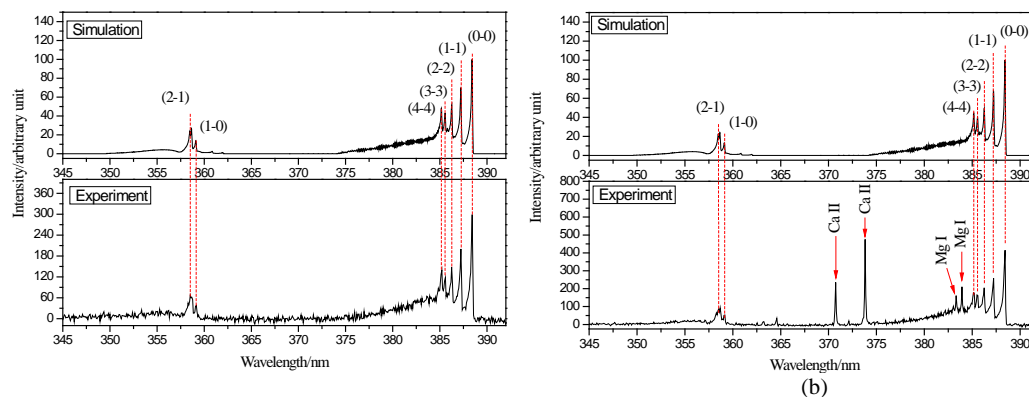 Simulation
140
120
100
80
60
40
20
0
(2-1)
(1-0)
(4-4)
(3-3)
(2-2)
(1-1)
(0-0)
345 350 355 360 365 370 375 380 385 390
Intensity/arbitrary unit
Experiment
360
300
240
180
120
60
0
345 350 355 360 365 370 375 380 385 390
Wavelength/nm
Simulation
140
120
100
80
60
40
20
0
(2-1)
(1-0)
(4-4)
(3-3)
(2-2)
(1-1)
(0-0)
345 350 355 360 365 370 375 380 385 390
Intensity/arbitrary unit
Experiment
800
700
600
500
400
300
200
100
0
Ca II
Ca II
Mg I
Mg I
345 350 355 360 365 370 375 380 385 390
Wavelength/nm
(b)